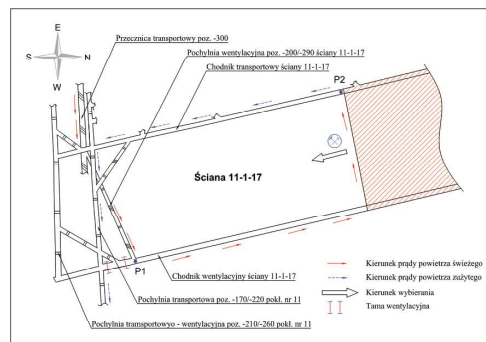 E
S N
W
Przecznica transportowy poz. -300
Pochylnia wentylacyjna poz. -200/-290 ściany 11-1-17
Chodnik transportowy ściany 11-1-17
P2
Ściana 11-1-17
P1
Chodnik wentylacyjny ściany 11-1-17
Pochylnia transportowa poz. -170/-220 pokł. nr 11
Pochylnia transportowyo - wentylacyjna poz. -210/-260 pokł. nr 11
Kierunek prądy powietrza świeżego
Kierunek prądy powietrza zużytego
Kierunek wybierania
Tama wentylacyjna